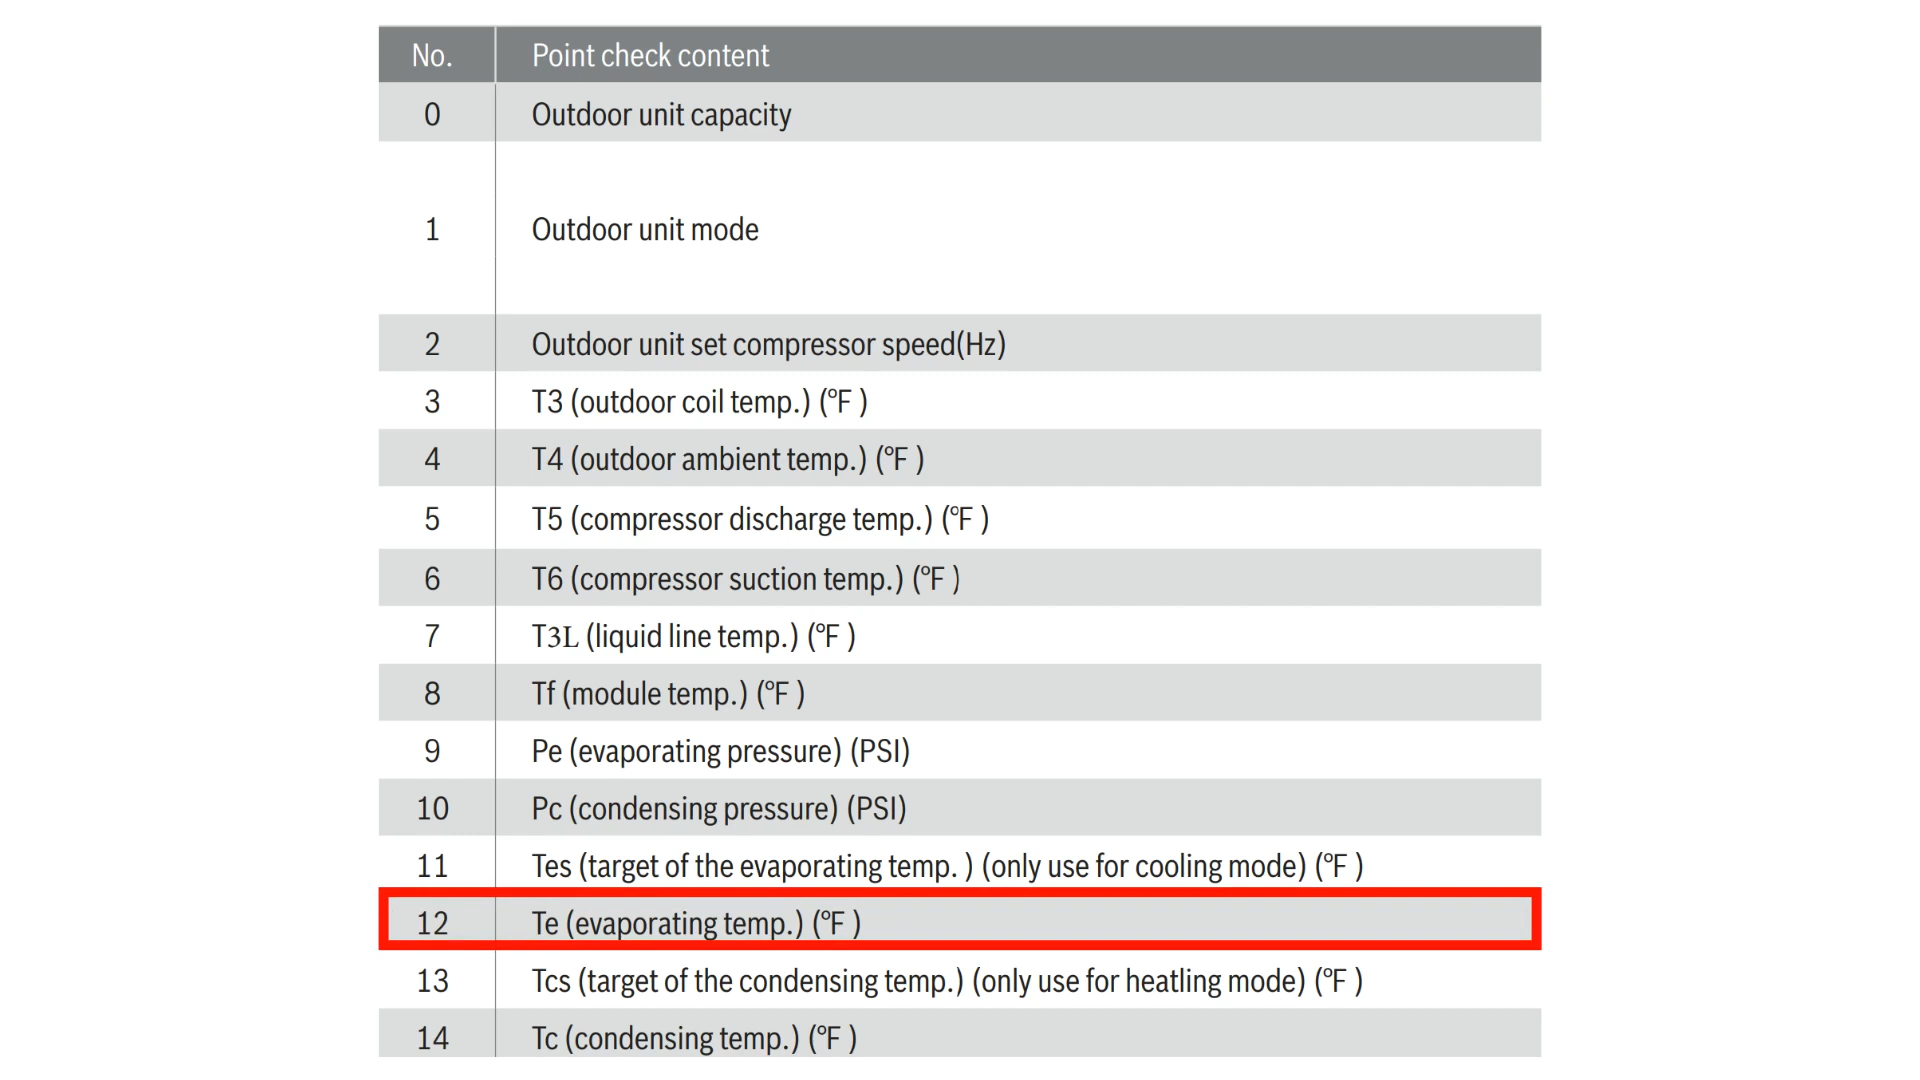 No. Point check content
0 Outdoor unit capacity
1 Outdoor unit mode
2 Outdoor unit set compressor speed(Hz)
3 T3 (outdoor coil temp.) (°F )
4 T4 (outdoor ambient temp.) (°F )
5 T5 (compressor discharge temp.) (°F )
6 T6 (compressor suction temp.) (°F )
7 T3L (liquid line temp.) (°F )
8 Tf (module temp.) (°F )
9 Pe (evaporating pressure) (PSI)
10 Pc (condensing pressure) (PSI)
11 Tes (target of the evaporating temp. ) (only use for cooling mode) (°F )
12 Te (evaporating temp.) (°F )
13 Tcs (target of the condensing temp.) (only use for heatling mode) (°F )
14 Tc (condensing temp.) (°F )